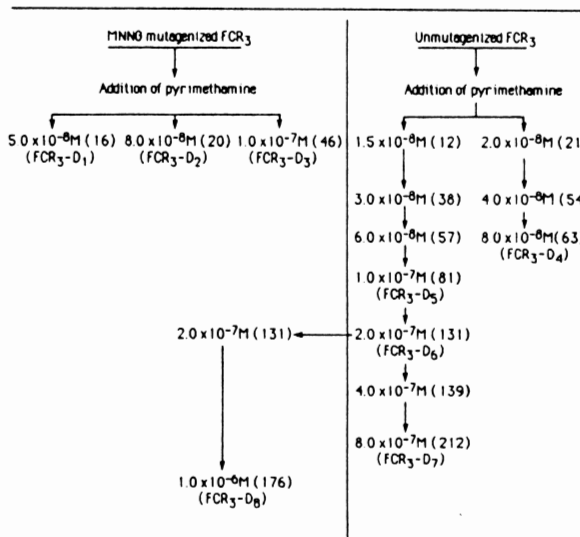 MNNG mutagenized FCR3
Addition of pyrimethamine
5.0 x 10-8M (16) 8.0 x 10-8M (20) 1.0 x 10-7M (46)
(FCR3-D1) (FCR3-D2) (FCR3-D3)
2.0 x 10-7M (131)
1.0 x 10-6M (176)
(FCR3-D8)
Unmutagenized FCR3
Addition of pyrimethamine
1.5 x 10-8M (12) 2.0 x 10-8M (21
3.0 x 10-8M (38) 4.0 x 10-8M (54
6.0 x 10-8M (57) 8.0 x 10-8M (63
(FCR3-D4)
1.0 x 10-7M (81)
(FCR3-D5)
2.0 x 10-7M (131)
(FCR3-D6)
4.0 x 10-7M (139)
8.0 x 10-7M (212)
(FCR3-D7)